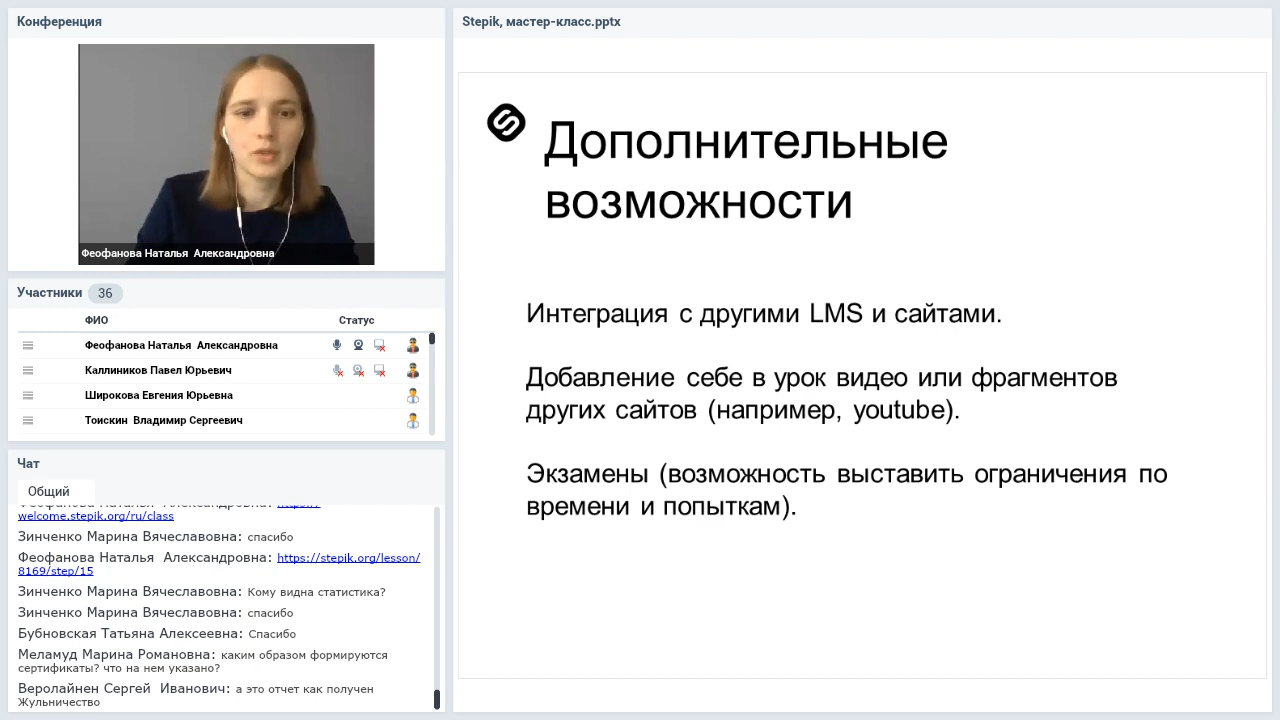 Конференция
Феофанова Наталья Александровна
Участники 36
ФИО Статус
Феофанова Наталья Александровна
Каллиников Павел Юрьевич
Широкова Евгения Юрьевна
Тоискин Владимир Сергеевич
Чат
Общий
Феофанова Наталья Александровна: https://
welcome.stepik.org/ru/class
Зинченко Марина Вячеславовна: спасибо
Феофанова Наталья Александровна: https://stepik.org/lesson/
8169/step/15
Зинченко Марина Вячеславовна: Кому видна статистика?
Зинченко Марина Вячеславовна: спасибо
Бубновская Татьяна Алексеевна: Спасибо
Меламуд Марина Романовна: каким образом формируются
сертификаты? что на нем указано?
Веролайнен Сергей Иванович: а это отчет как получен
Жульничество
Stepik, мастер-класс.pptx
Дополнительные
возможности
Интеграция с другими LMS и сайтами.
Добавление себе в урок видео или фрагментов
других сайтов (например, youtube).
Экзамены (возможность выставить ограничения по
времени и попыткам).